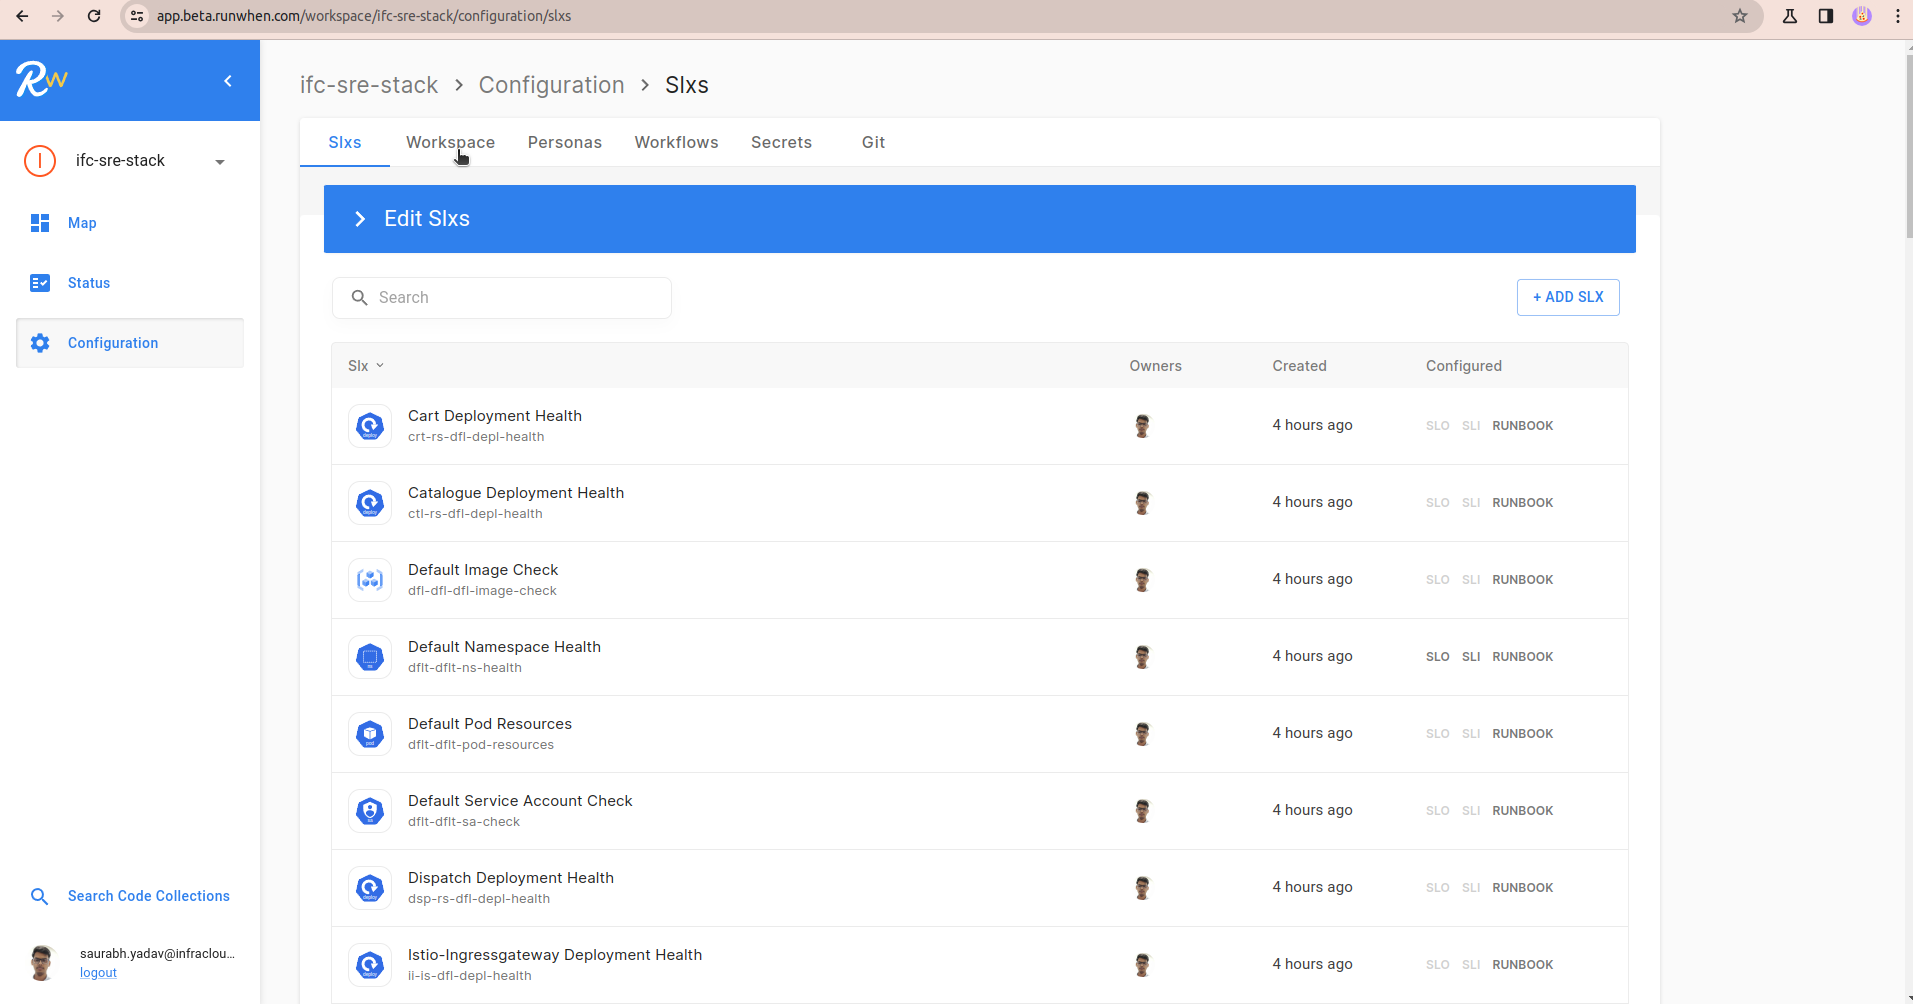 app.beta.runwhen.com/workspace/ifc-sre-stack/configuration/slxs
RW
ifc-sre-stack > Configuration > Slxs
I ifc-sre-stack
Map
Status
Configuration
Search Code Collections
saurabh.yadav@infraclou...
logout
Slxs Workspace Personas Workflows Secrets Git
Edit Slxs
Search
+ ADD SLX
Slx Owners Created Configured
Cart Deployment Health
crt-rs-dfl-depl-health
4 hours ago SLO SLI RUNBOOK
Catalogue Deployment Health
ctl-rs-dfl-depl-health
4 hours ago SLO SLI RUNBOOK
Default Image Check
dfl-dfl-dfl-image-check
4 hours ago SLO SLI RUNBOOK
Default Namespace Health
dflt-dflt-ns-health
4 hours ago SLO SLI RUNBOOK
Default Pod Resources
dflt-dflt-pod-resources
4 hours ago SLO SLI RUNBOOK
Default Service Account Check
dflt-dflt-sa-check
4 hours ago SLO SLI RUNBOOK
Dispatch Deployment Health
dsp-rs-dfl-depl-health
4 hours ago SLO SLI RUNBOOK
Istio-Ingressgateway Deployment Health
ii-is-dfl-depl-health
4 hours ago SLO SLI RUNBOOK